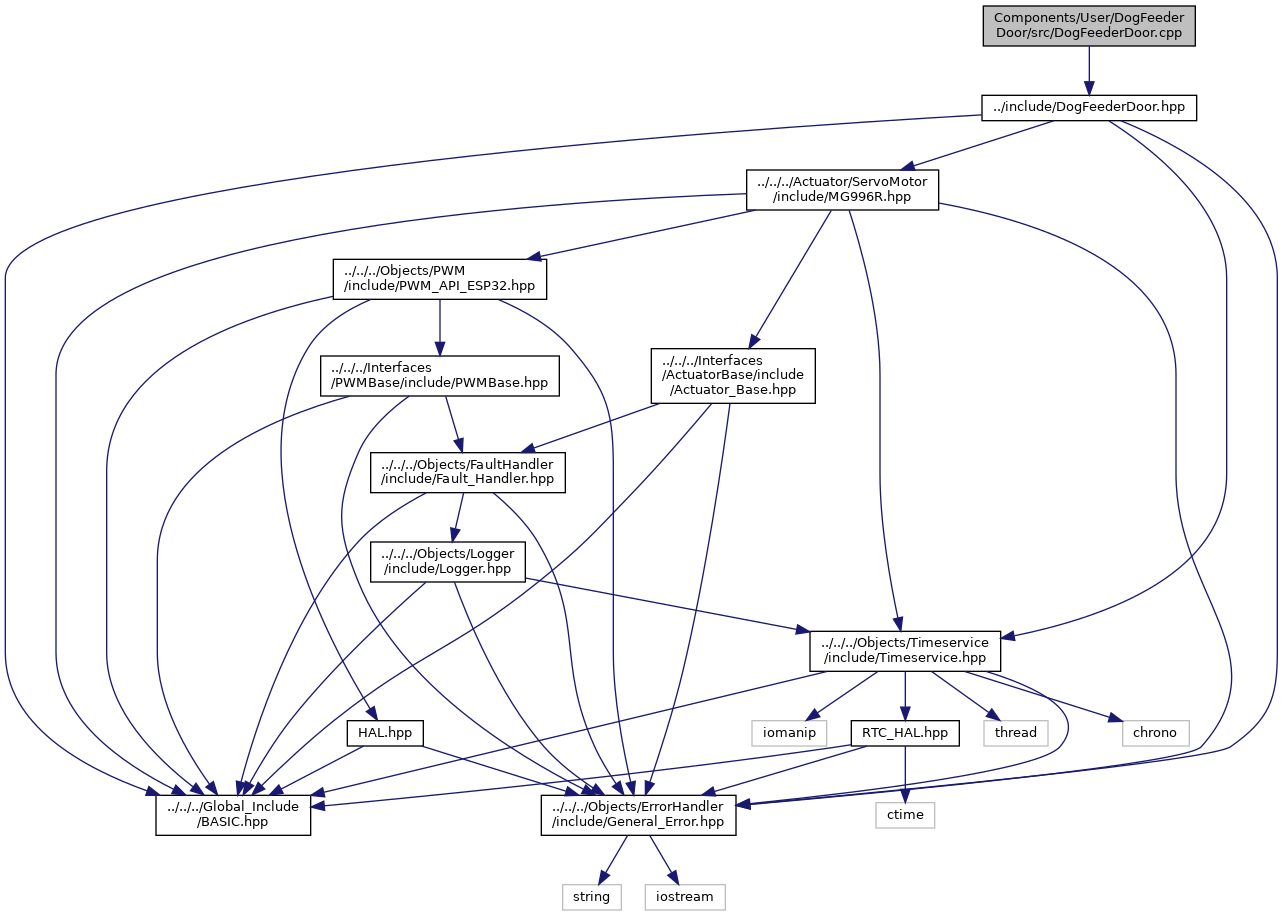 Components/User/DogFeeder
Door/src/DogFeederDoor.cpp
../include/DogFeederDoor.hpp
../../../Actuator/ServoMotor
/include/MG996R.hpp
../../../Objects/PWM
/include/PWM_API_ESP32.hpp
../../../Interfaces
/PWMBase/include/PWMBase.hpp
../../../Interfaces
/ActuatorBase/include
/Actuator_Base.hpp
../../../Objects/FaultHandler
/include/Fault_Handler.hpp
../../../Objects/Logger
/include/Logger.hpp
../../../Objects/Timeservice
/include/Timeservice.hpp
HAL.hpp
iomanip
RTC_HAL.hpp
thread
chrono
../../../Global_Include
/BASIC.hpp
../../../Objects/ErrorHandler
/include/General_Error.hpp
ctime
string
iostream